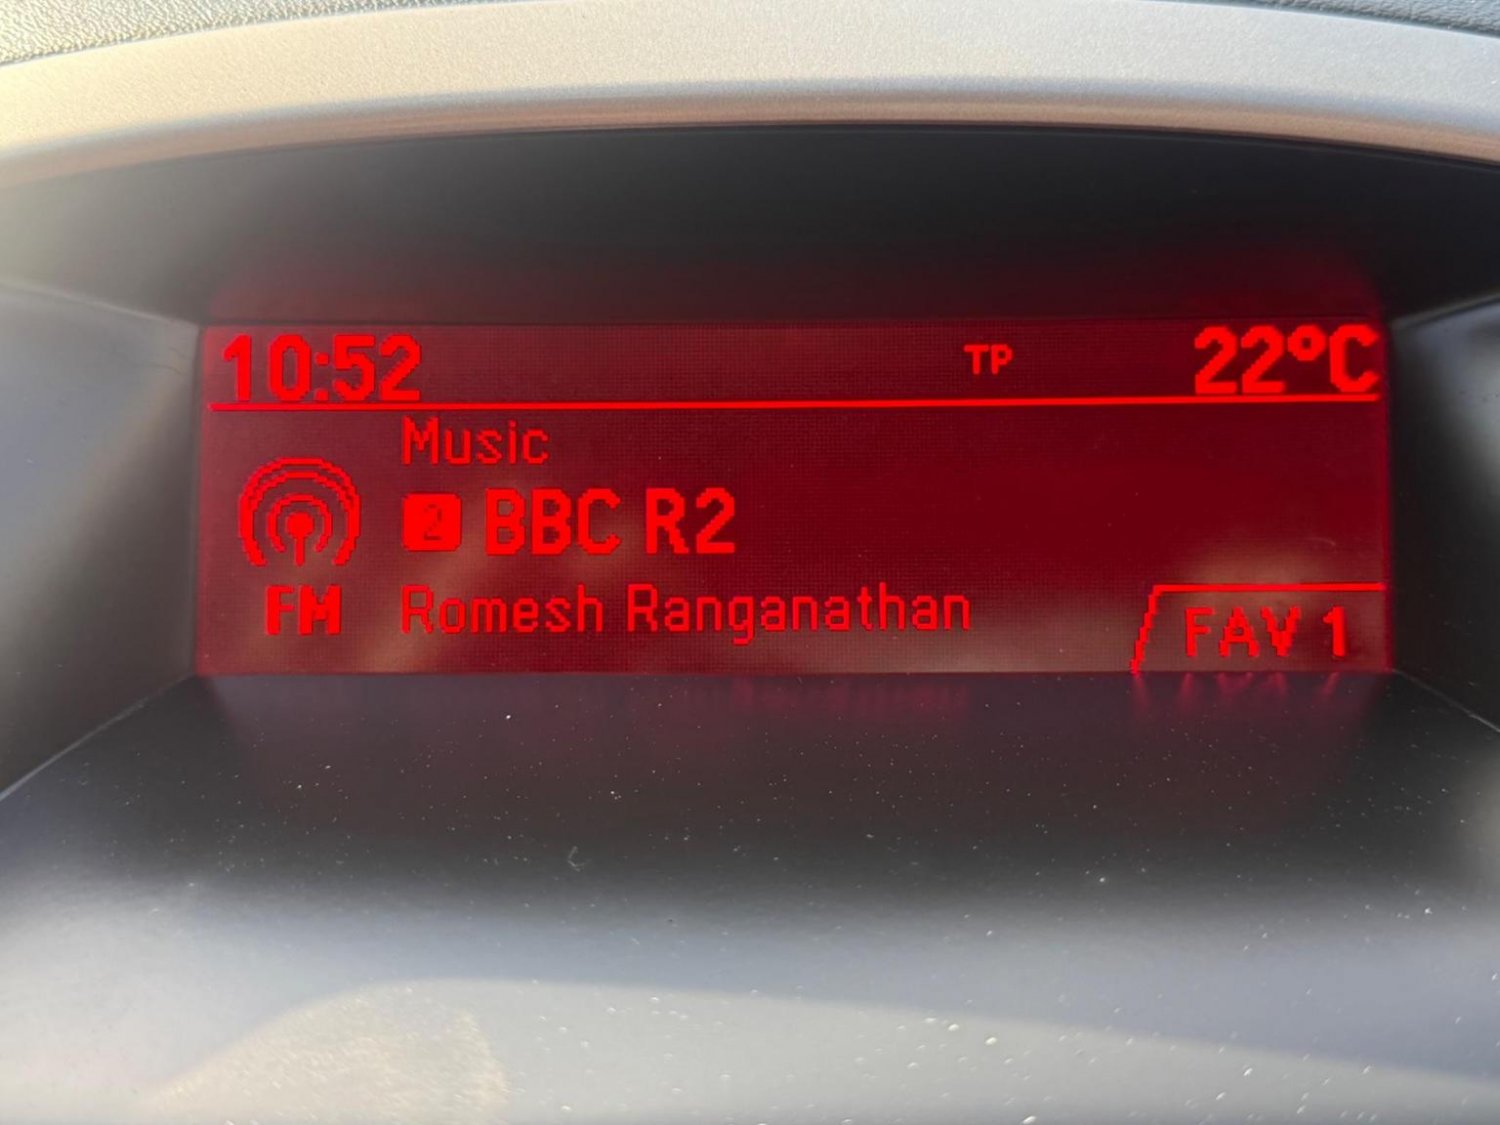 10:52 TP 22°C
Music
2 BBC R2
FM Romesh Ranganathan
FAV 1